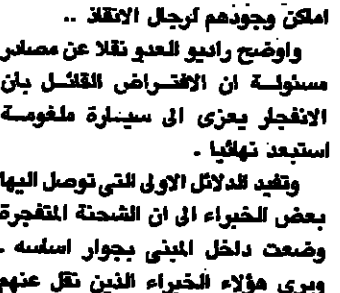 اماكن وجودهم لرجال الانقاذ ..
واوضح راديو العدو نقلا عن مصادر
مسئولة ان الافتراض القائل بان
الانفجار يعزى الى سيارة ملغومة
استبعد نهائيا .
وتفيد الدلائل الاولى التي توصل اليها
بعض الخبراء الى ان الشحنة المتفجرة
وضعت داخل المبنى بجوار اساسه .
ويرى هؤلاء الخبراء الذين نقل عنهم